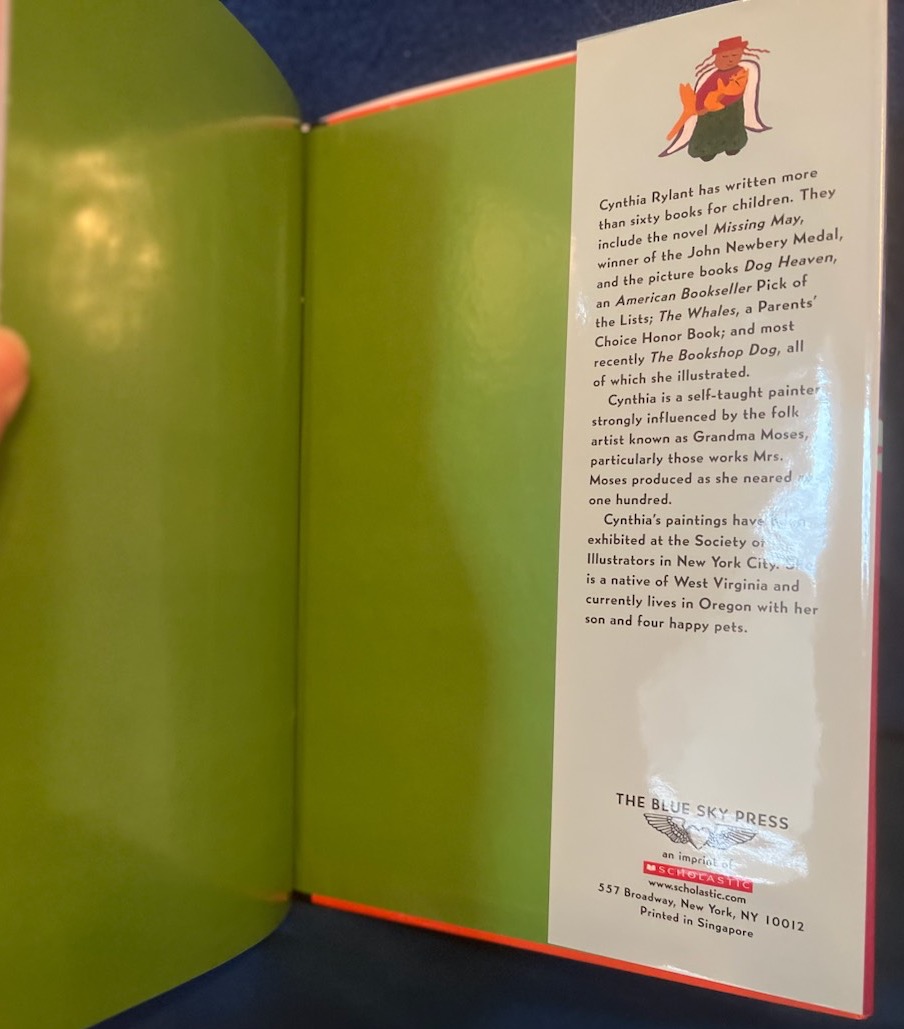 Cynthia Rylant has written more
than sixty books for children. They
include the novel Missing May,
winner of the John Newbery Medal,
and the picture books Dog Heaven,
an American Bookseller Pick of
the Lists; The Whales, a Parents'
Choice Honor Book; and most
recently The Bookshop Dog, all
of which she illustrated.
Cynthia is a self-taught painter
strongly influenced by the folk
artist known as Grandma Moses,
particularly those works Mrs.
Moses produced as she neared
one hundred.
Cynthia's paintings have
exhibited at the Society of
Illustrators in New York City. She
is a native of West Virginia and
currently lives in Oregon with her
son and four happy pets.
THE BLUE SKY PRESS
an imprint of
SCHOLASTIC
www.scholastic.com
557 Broadway, New York, NY 10012
Printed in Singapore